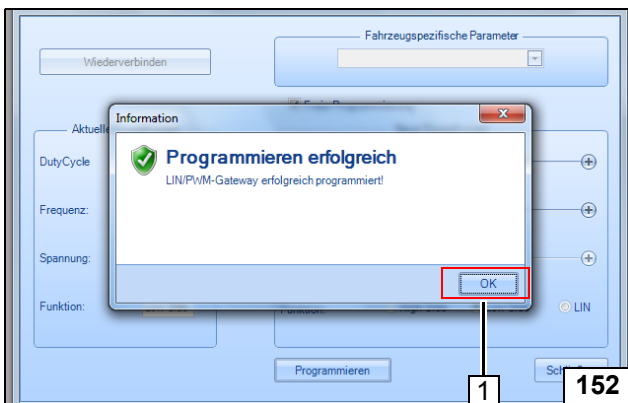 Fahrzeugspezifische Parameter
Wiederverbinden
Information
Programmieren erfolgreich
LIN/PWM-Gateway erfolgreich programmiert!
OK
DutyCycle
Frequenz:
Spannung:
Funktion:
LIN
Programmieren
1
152